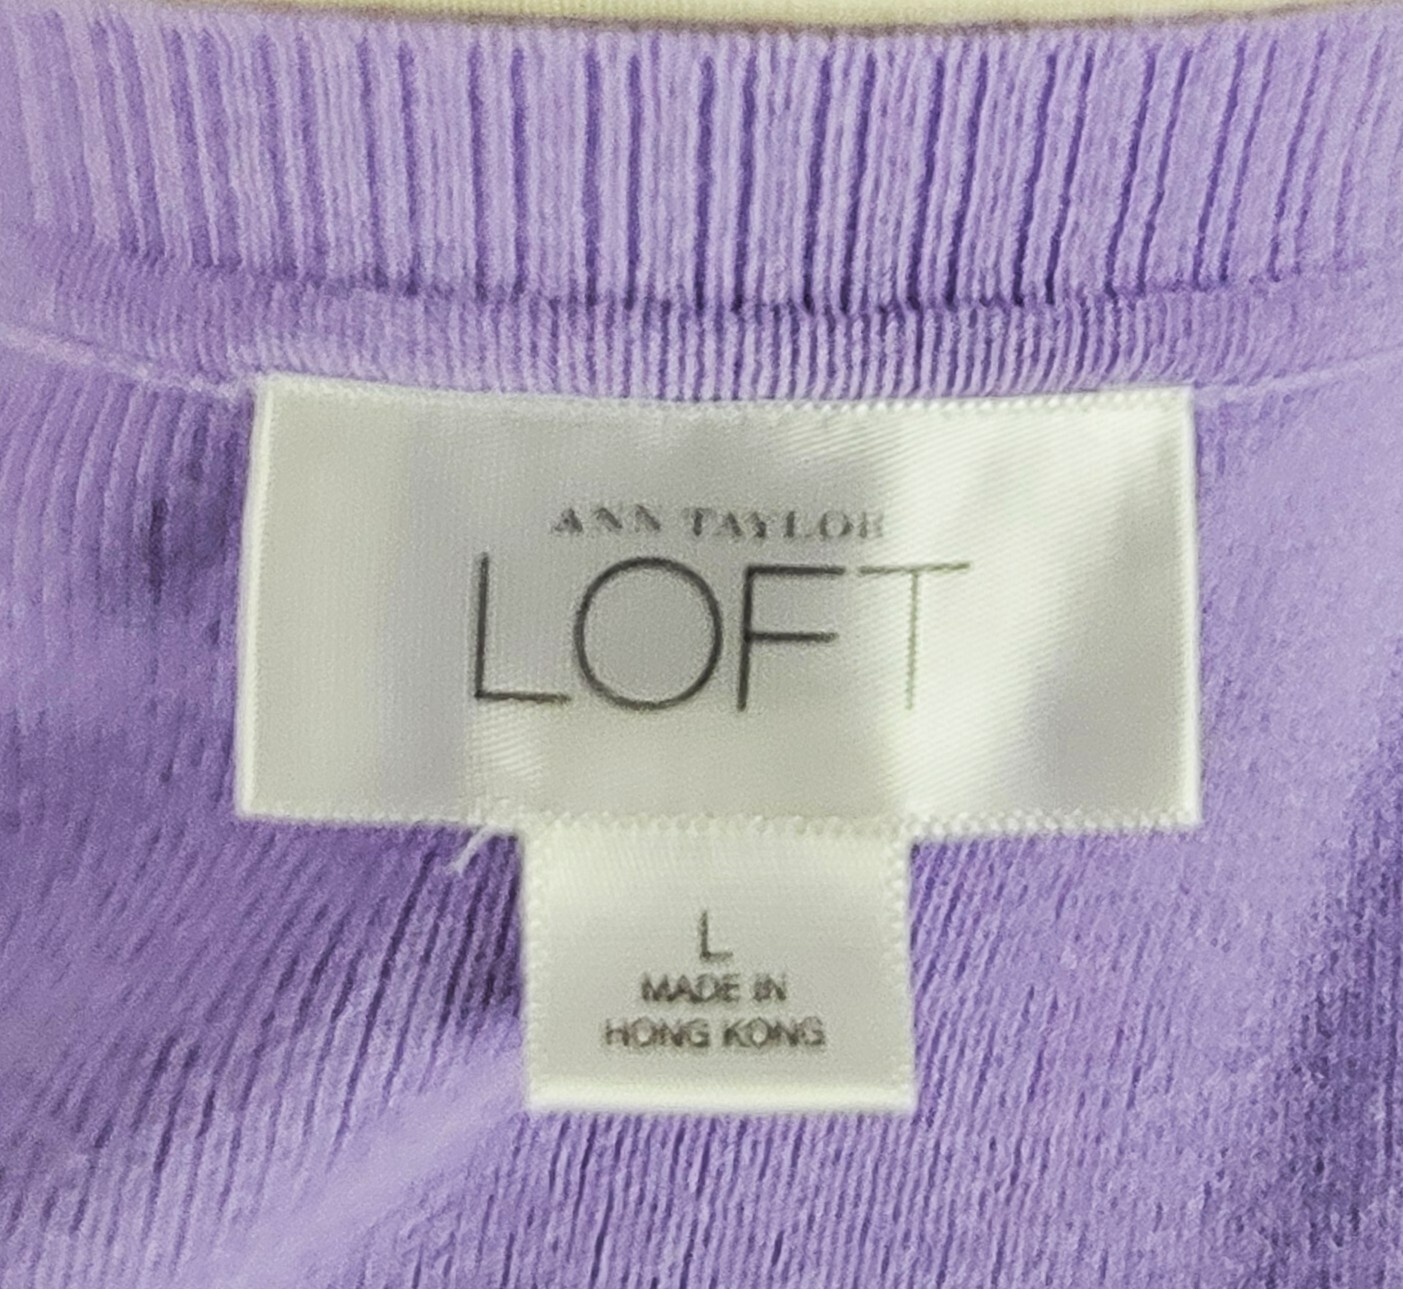 ANN TAYLOR
LOFT
L
MADE IN
HONG KONG